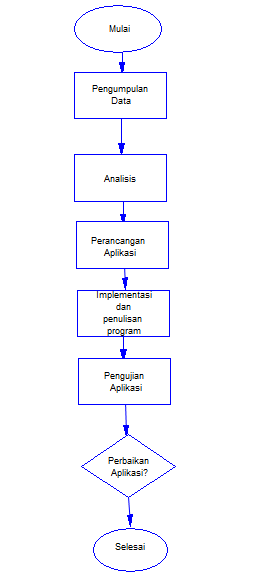 Mulai
Pengumpulan
Data
Analisis
Perancangan
Aplikasi
Implementasi
dan
penulisan
program
Pengujian
Aplikasi
Perbaikan
Aplikasi?
Selesai